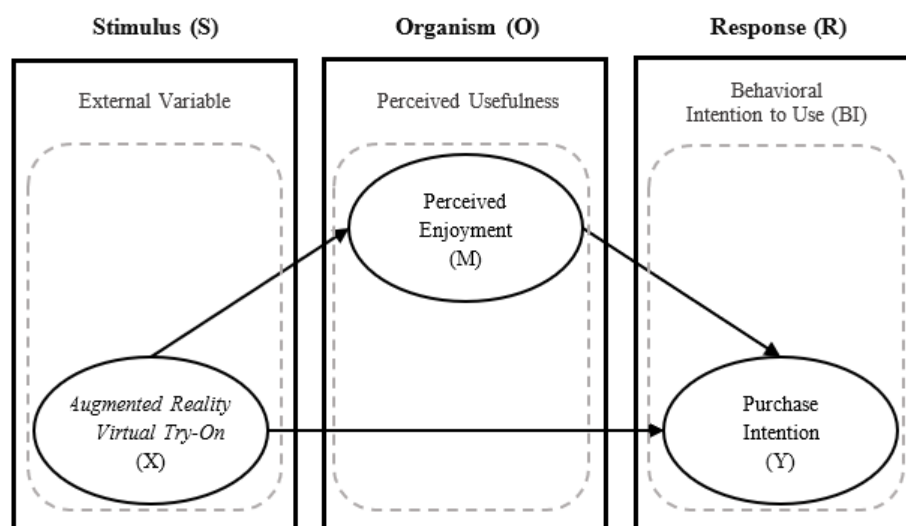 Stimulus (S)
Organism (O)
Response (R)
External Variable
Perceived Usefulness
Behavioral
Intention to Use (BI)
Perceived
Enjoyment
(M)
Augmented Reality
Virtual Try-On
(X)
Purchase
Intention
(Y)